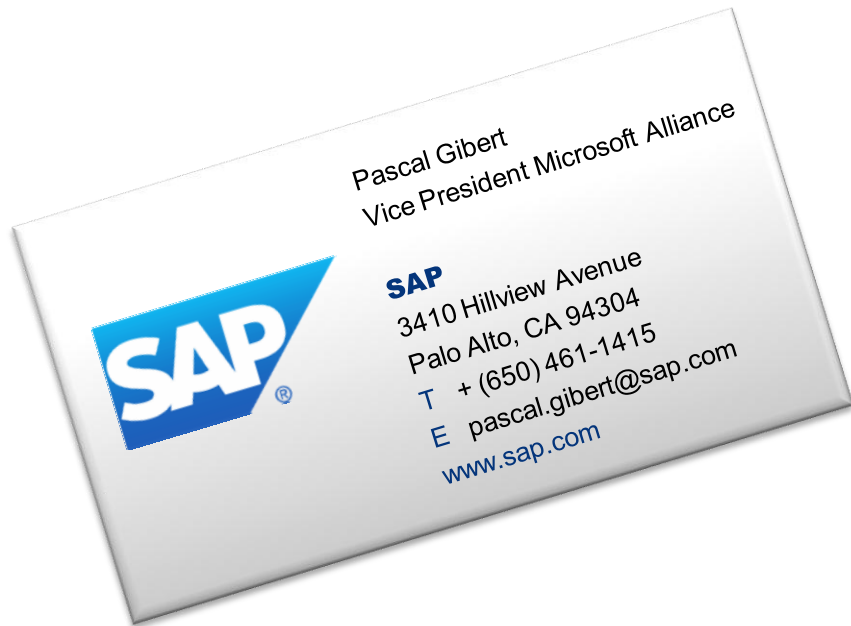 Pascal Gibert
Vice President Microsoft Alliance
SAP
SAP
®
3410 Hillview Avenue
Palo Alto, CA 94304
T + (650) 461-1415
E pascal.gibert@sap.com
www.sap.com